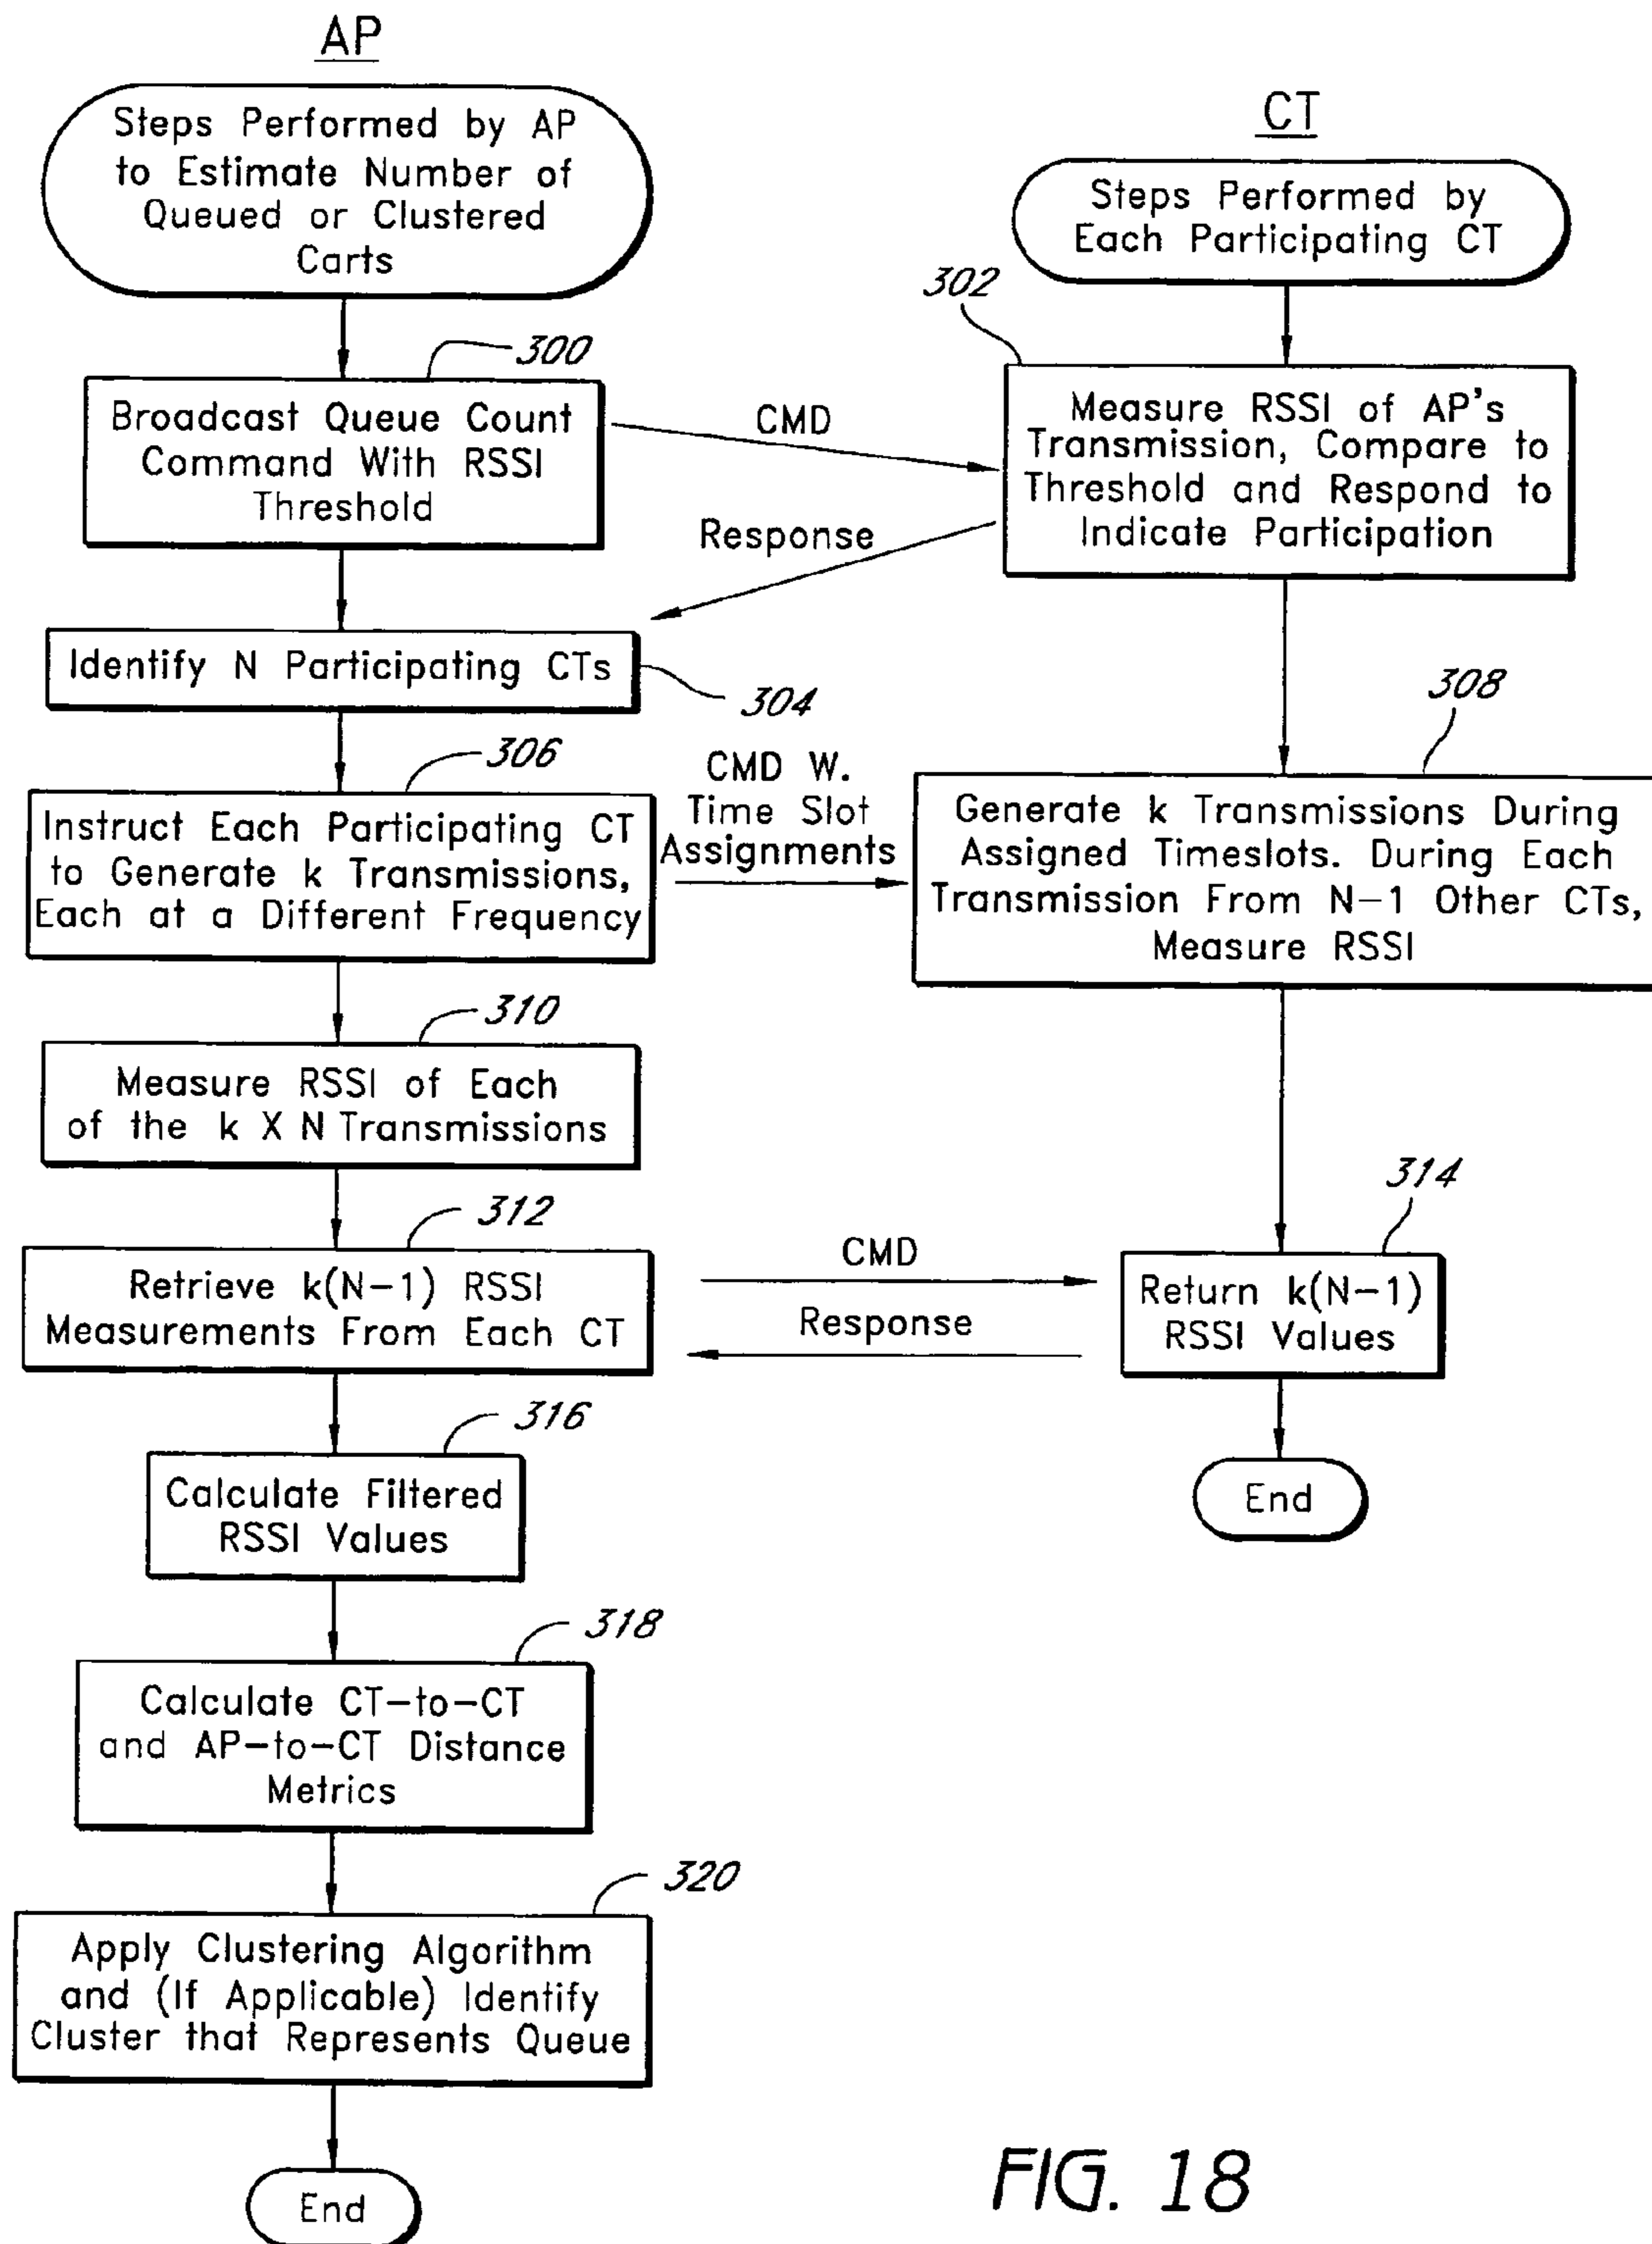 AP
Steps Performed by AP
to Estimate Number of
Queued or Clustered
Carts
CT
Steps Performed by
Each Participating CT
300
Broadcast Queue Count
Command With RSSI
Threshold
CMD
302
Measure RSSI of AP's
Transmission, Compare to
Threshold and Respond to
Indicate Participation
Response
Identify N Participating CTs
304
306
Instruct Each Participating CT
to Generate k Transmissions,
Each at a Different Frequency
CMD W.
Time Slot
Assignments
308
Generate k Transmissions During
Assigned Timeslots. During Each
Transmission From N-1 Other CTs,
Measure RSSI
310
Measure RSSI of Each
of the k X N Transmissions
312
Retrieve k(N-1) RSSI
Measurements From Each CT
CMD
Response
314
Return k(N-1)
RSSI Values
End
316
Calculate Filtered
RSSI Values
318
Calculate CT-to-CT
and AP-to-CT Distance
Metrics
320
Apply Clustering Algorithm
and (If Applicable) Identify
Cluster that Represents Queue
End
FIG. 18